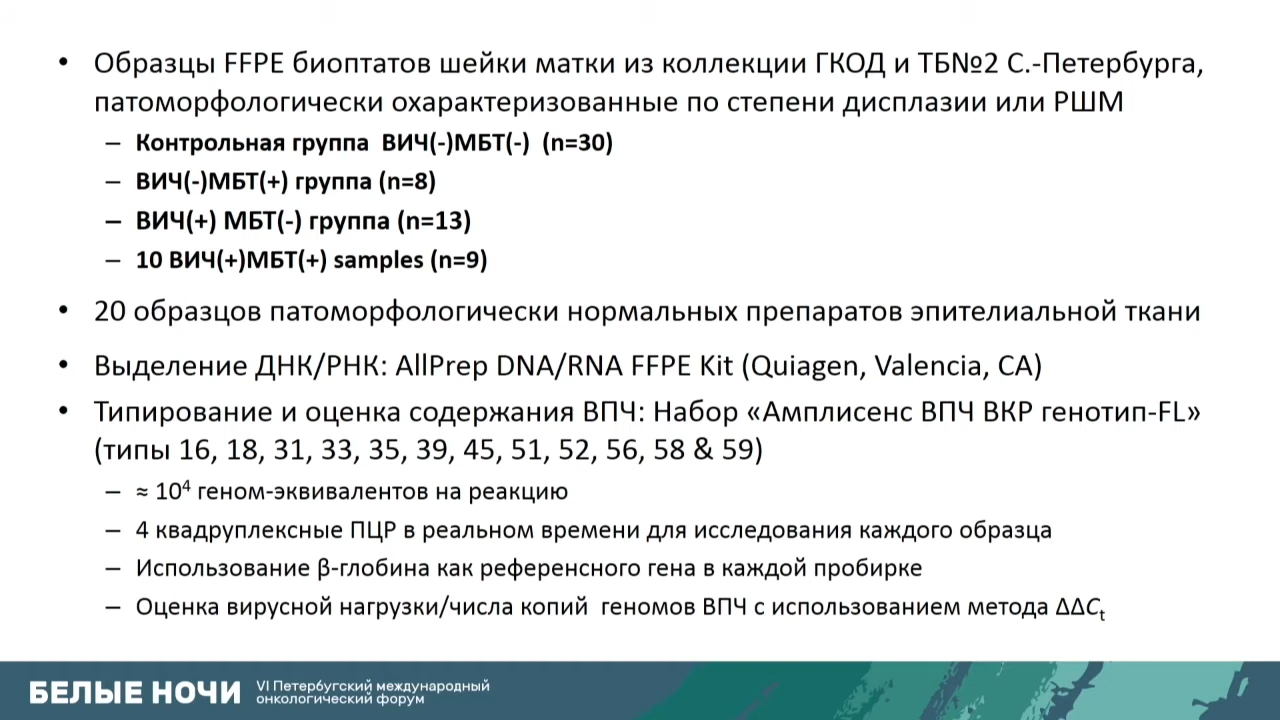 • Образцы FFPE биоптатов шейки матки из коллекции ГКОД и ТБ№2 С.-Петербурга,
патоморфологически охарактеризованные по степени дисплазии или РШМ
– Контрольная группа ВИЧ(-)МБТ(-) (n=30)
– ВИЧ(-)МБТ(+) группа (n=8)
– ВИЧ(+) МБТ(-) группа (n=13)
– 10 ВИЧ(+)МБТ(+) samples (n=9)
• 20 образцов патоморфологически нормальных препаратов эпителиальной ткани
• Выделение ДНК/РНК: AllPrep DNA/RNA FFPE Kit (Quiagen, Valencia, CA)
• Типирование и оценка содержания ВПЧ: Набор «Амплисенс ВПЧ ВКР генотип-FL»
(типы 16, 18, 31, 33, 35, 39, 45, 51, 52, 56, 58 & 59)
– ≈ 10⁴ геном-эквивалентов на реакцию
– 4 квадруплексные ПЦР в реальном времени для исследования каждого образца
– Использование β-глобина как референсного гена в каждой пробирке
– Оценка вирусной нагрузки/числа копий геномов ВПЧ с использованием метода ΔΔCₜ
БЕЛЫЕ НОЧИ
VI Петербургский международный
онкологический форум